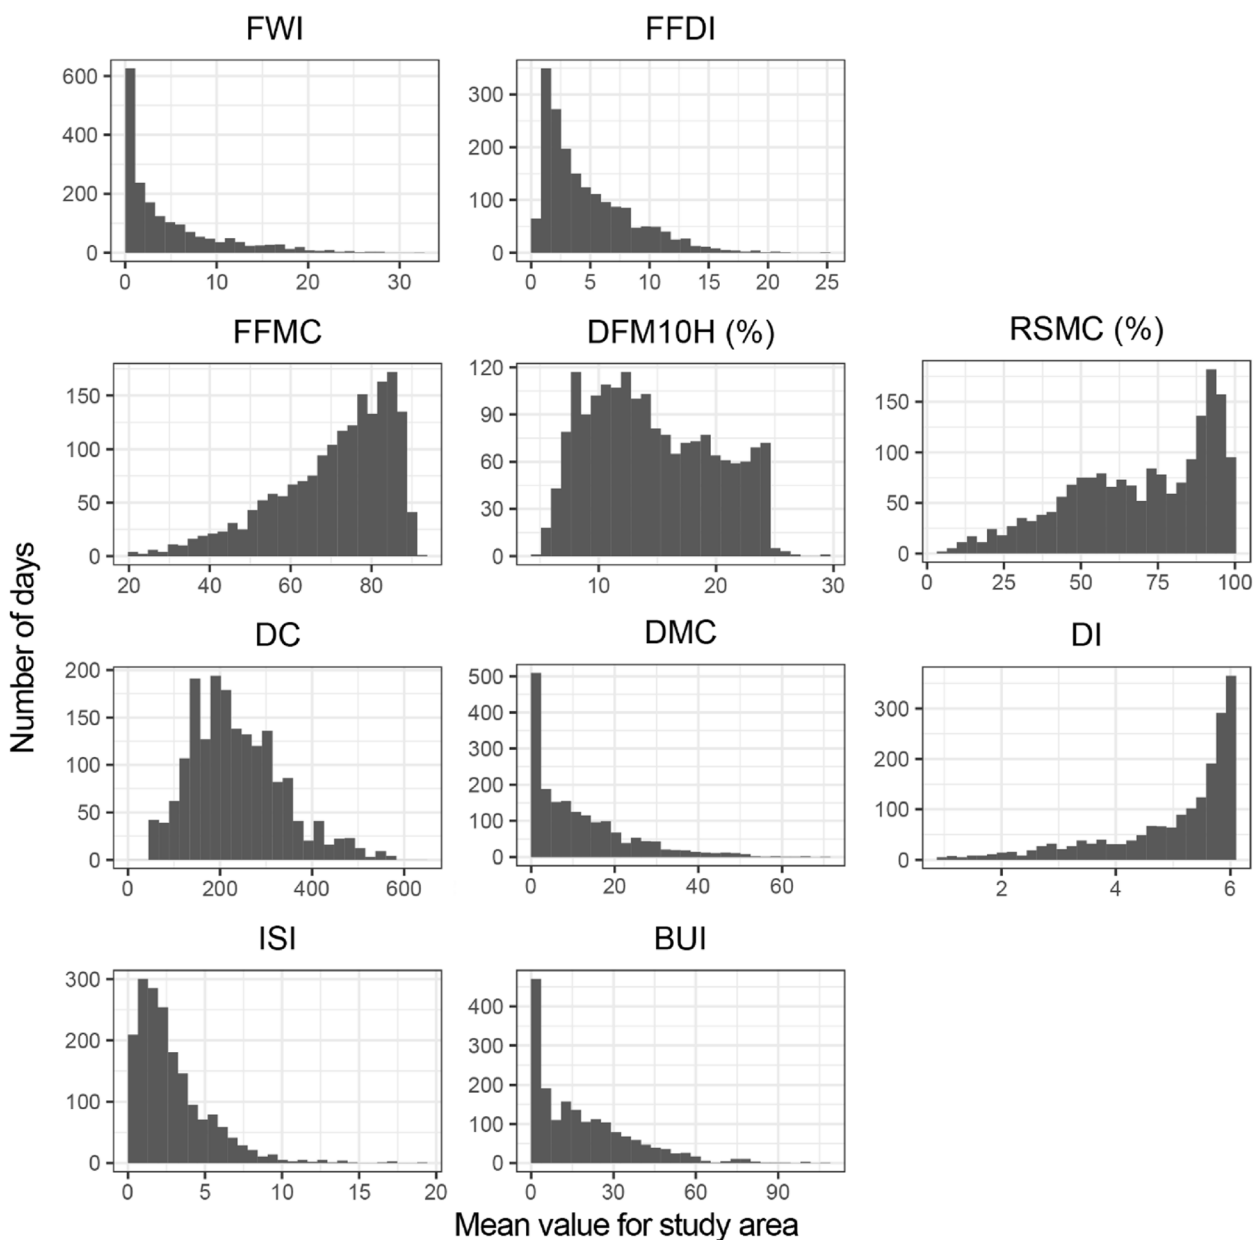 FWI
FFDI
600
400
200
0
0 10 20 30
300
200
100
0
0 5 10 15 20 25
FFMC
DFM10H (%)
RSMC (%)
150
100
50
0
20 40 60 80
120
90
60
30
0
10 20 30
150
100
50
0
0 25 50 75 100
DC
DMC
DI
200
150
100
50
0
0 200 400 600
500
400
300
200
100
0
0 20 40 60
300
200
100
0
2 4 6
ISI
BUI
300
200
100
0
0 5 10 15 20
400
300
200
100
0
0 30 60 90
Number of days
Mean value for study area